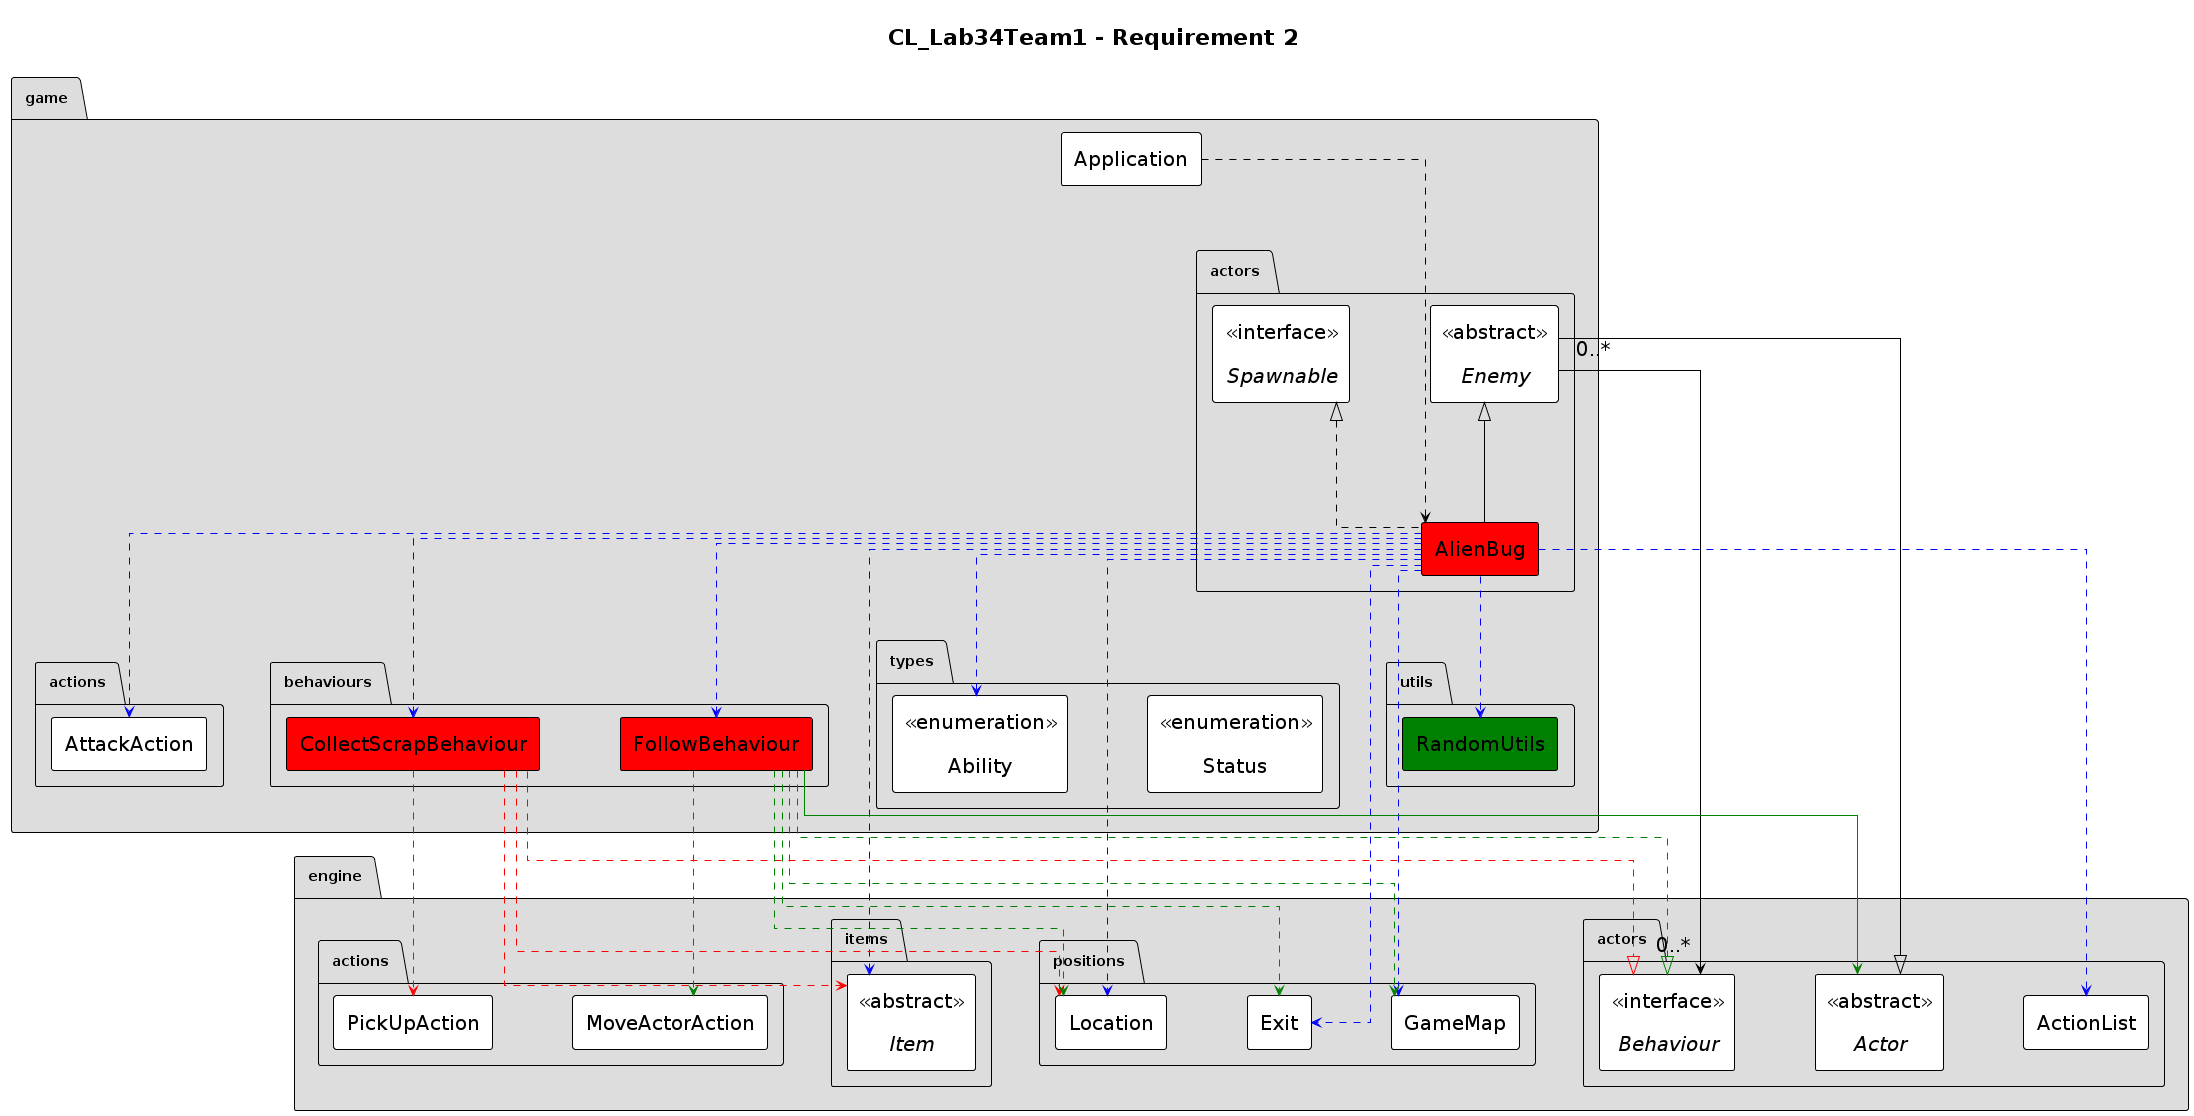 CL_Lab34Team1 - Requirement 2
game
Application
actors
«interface»
Spawnable
«abstract»
Enemy
0..*
AlienBug
actions
AttackAction
behaviours
CollectScrapBehaviour
FollowBehaviour
types
«enumeration»
Ability
«enumeration»
Status
utils
RandomUtils
engine
actions
PickUpAction
MoveActorAction
items
«abstract»
Item
positions
Location
Exit
GameMap
actors
0..*
«interface»
Behaviour
«abstract»
Actor
ActionList